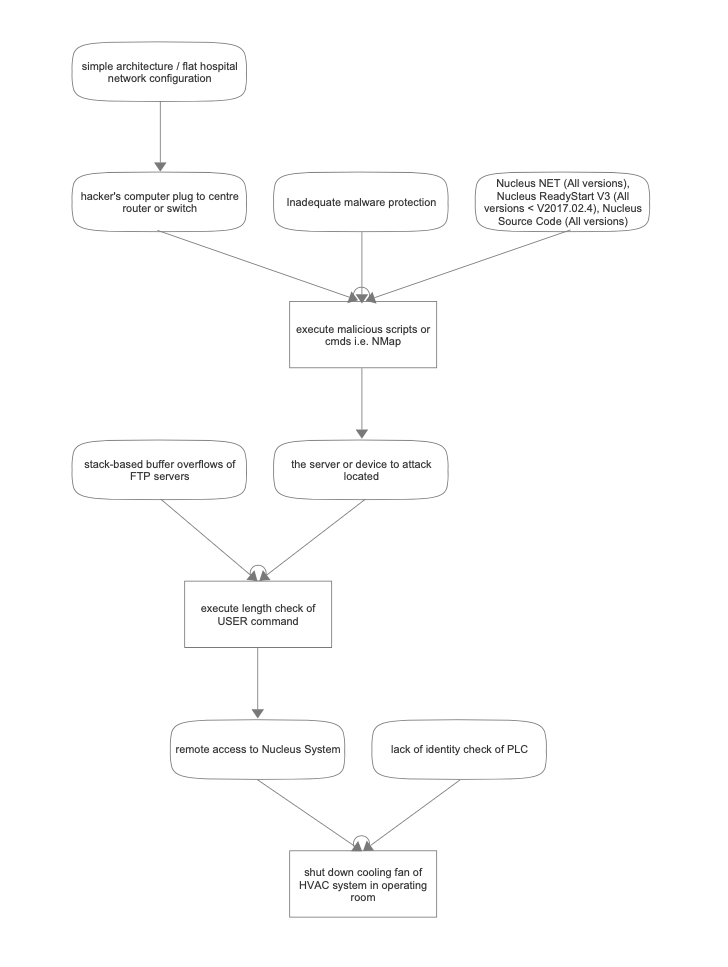 simple architecture / flat hospital
network configuration
hacker's computer plug to centre
router or switch
Inadequate malware protection
Nucleus NET (All versions),
Nucleus ReadyStart V3 (All
versions < V2017.02.4), Nucleus
Source Code (All versions)
execute malicious scripts or
cmds i.e. NMap
stack-based buffer overflows of
FTP servers
the server or device to attack
located
execute length check of
USER command
remote access to Nucleus System
lack of identity check of PLC
shut down cooling fan of
HVAC system in operating
room